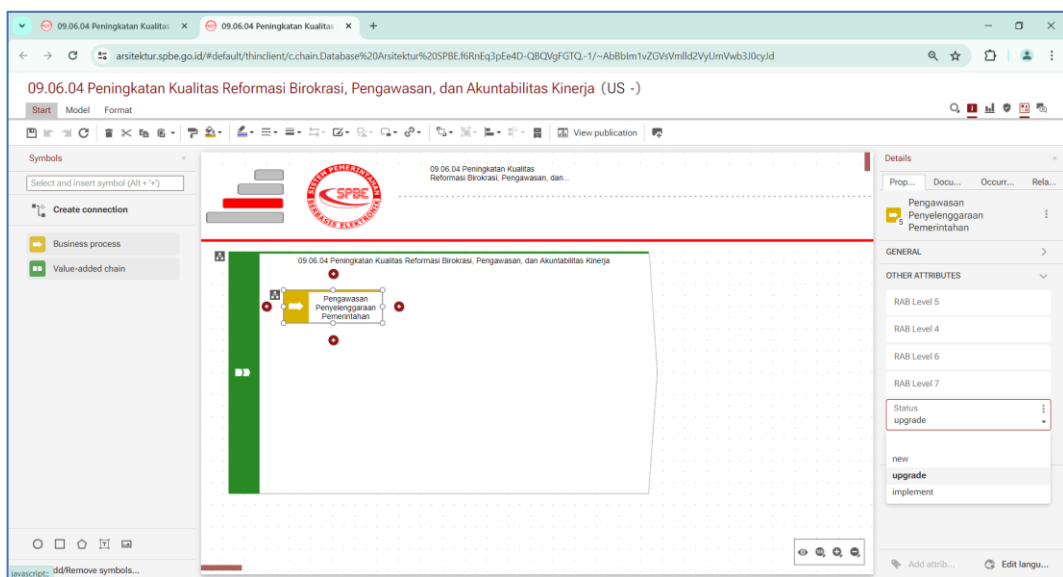 09.06.04 Peningkatan Kualitas
09.06.04 Peningkatan Kualitas
arsitektur.spbe.go.id/#default/thinclient/c.chain.Database%20Arsitektur%20SPBE.f6RnEq3pEe4D-QBQVgFGTQ.-1/~AbBblm1vZGVsVmlld2VyUmVwb3J0cyJd
09.06.04 Peningkatan Kualitas Reformasi Birokrasi, Pengawasan, dan Akuntabilitas Kinerja (US -)
Start Model Format
View publication
Symbols
Select and insert symbol (Alt + '+')
Create connection
Business process
Value-added chain
dd/Remove symbols...
javascript:;
SISTEM PEMERINTAHAN
SPBE
BERBASIS ELEKTRONIK
09.06.04 Peningkatan Kualitas
Reformasi Birokrasi, Pengawasan, dan...
09.06.04 Peningkatan Kualitas Reformasi Birokrasi, Pengawasan, dan Akuntabilitas Kinerja
Pengawasan
Penyelenggaraan
Pemerintahan
Details
Prop... Docu... Occurr... Rela...
5
Pengawasan
Penyelenggaraan
Pemerintahan
GENERAL
OTHER ATTRIBUTES
RAB Level 5
RAB Level 4
RAB Level 6
RAB Level 7
Status
upgrade
new
upgrade
implement
Add attrib...
Edit langu...